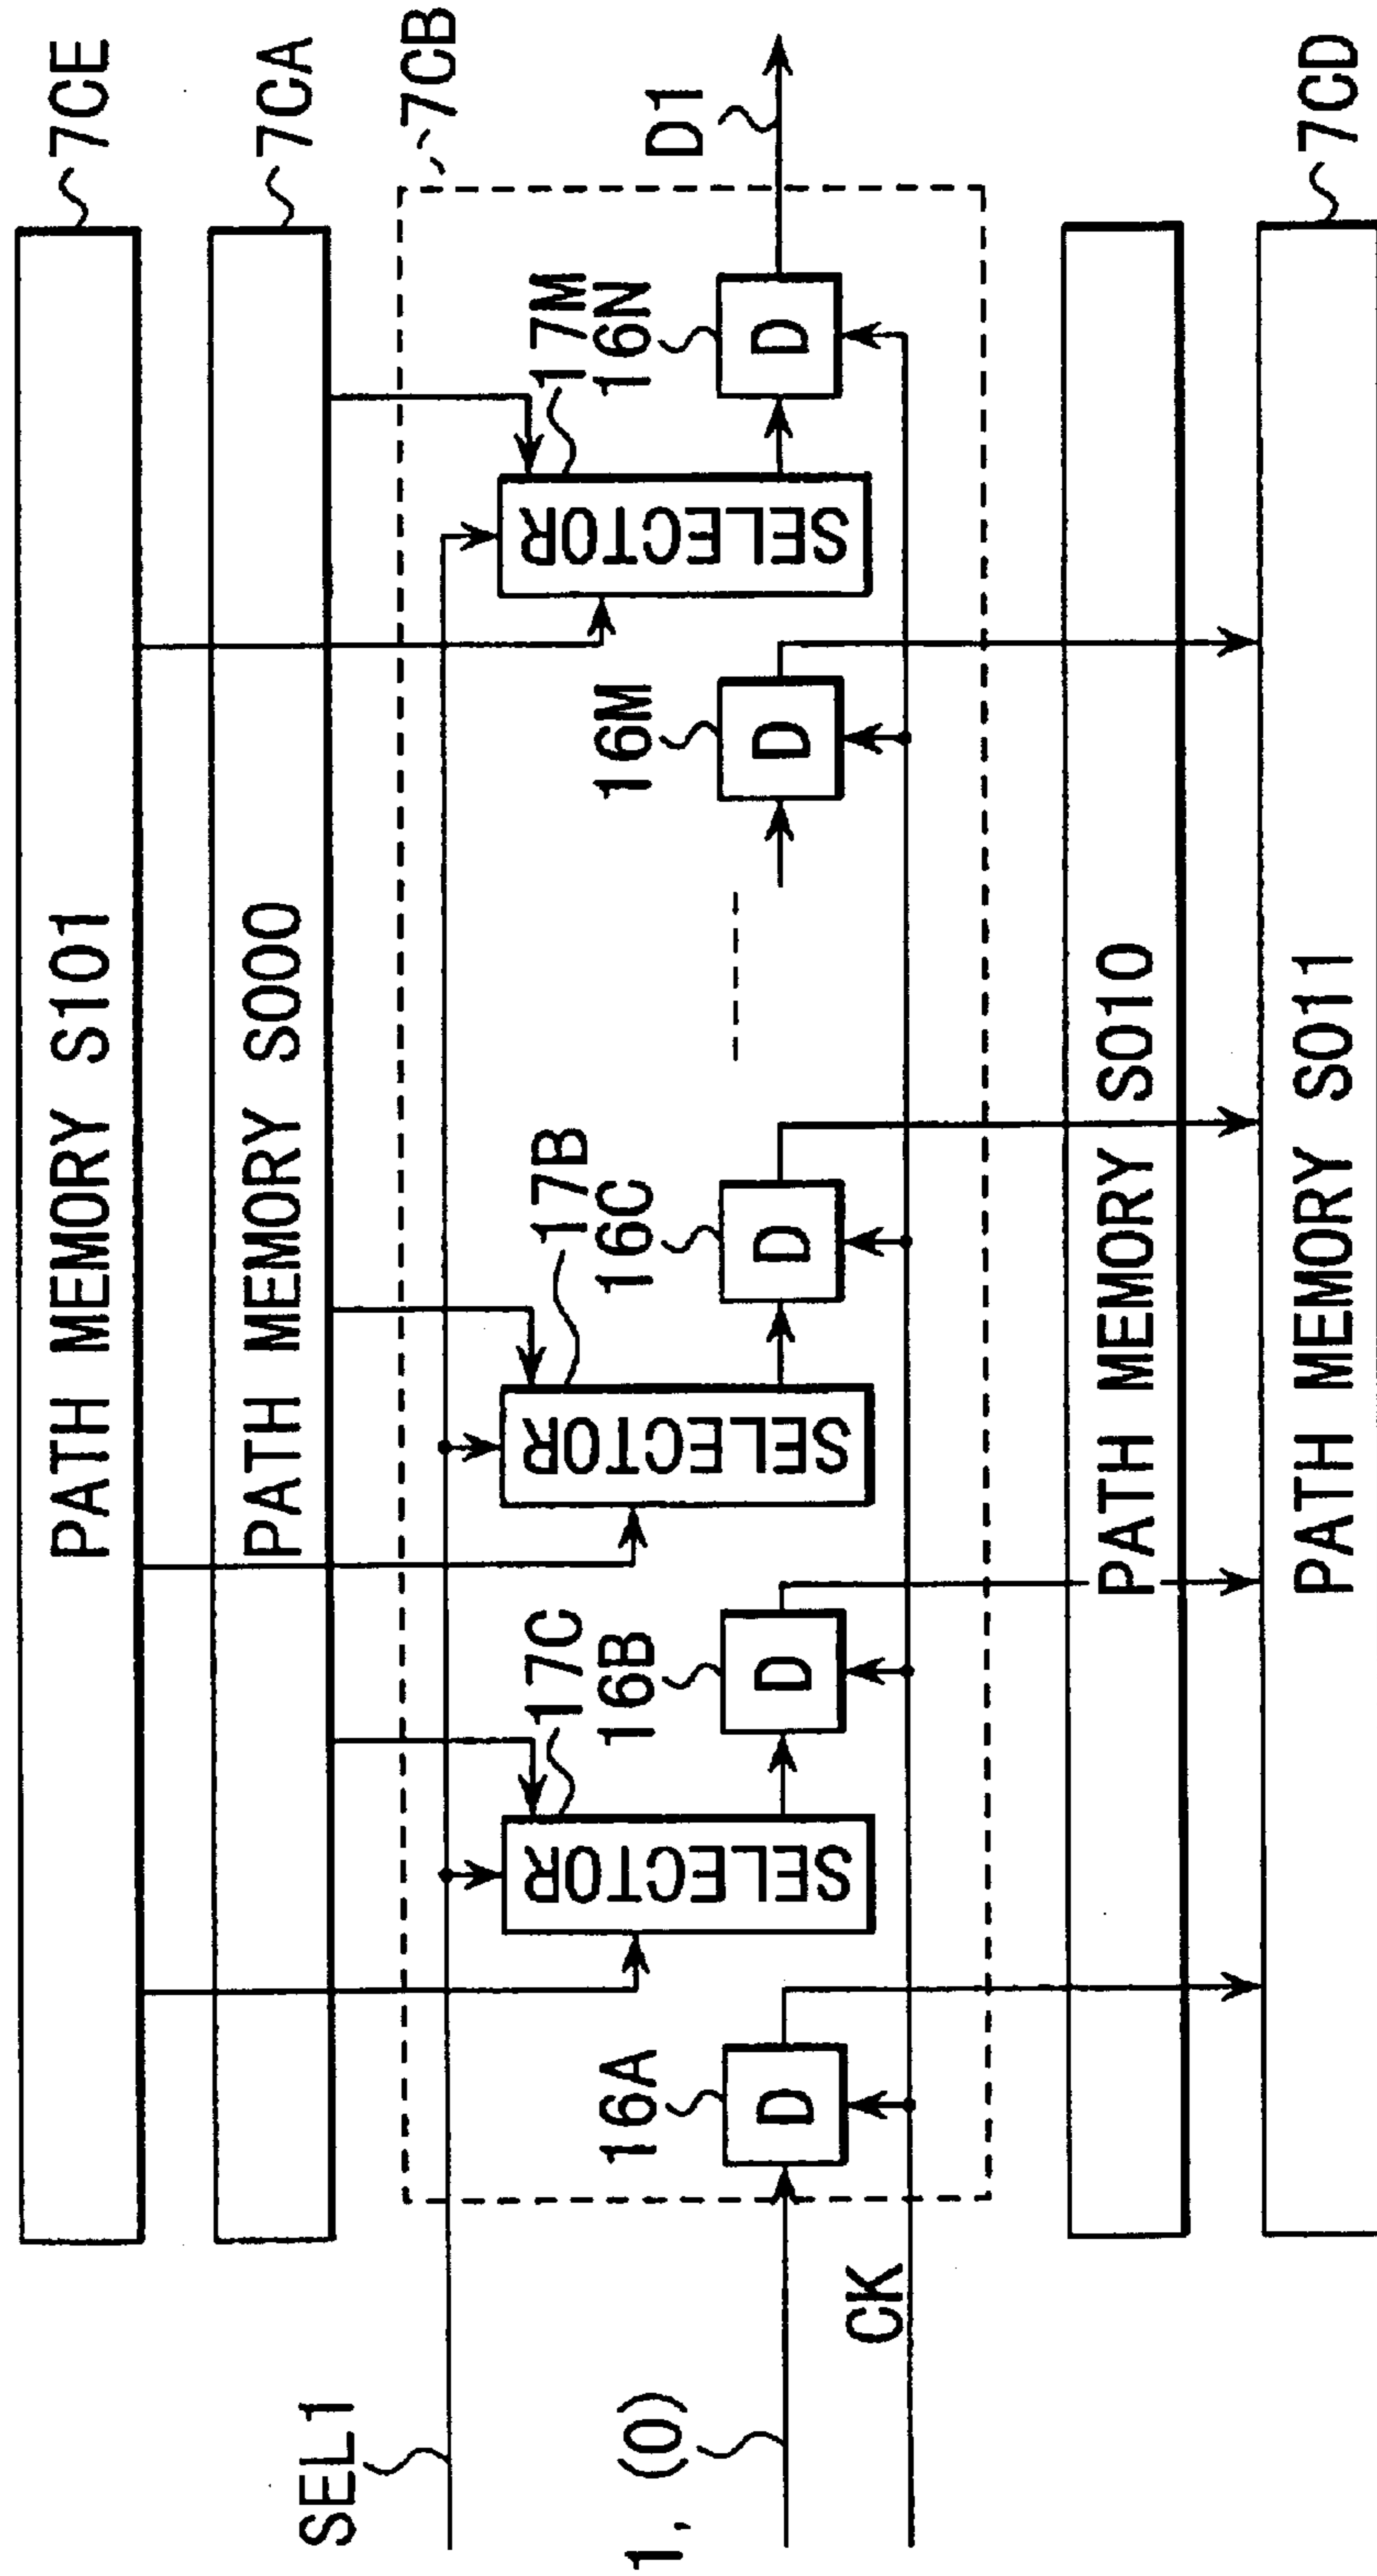 PATH MEMORY S101
7CE
PATH MEMORY S000
7CA
7CB
SEL1
17C
16B
17B
16C
17M
16N
16M
16A
SELECTOR
SELECTOR
SELECTOR
D
D
D
D
D
D1
1, (0)
CK
PATH MEMORY S010
PATH MEMORY S011
7CD